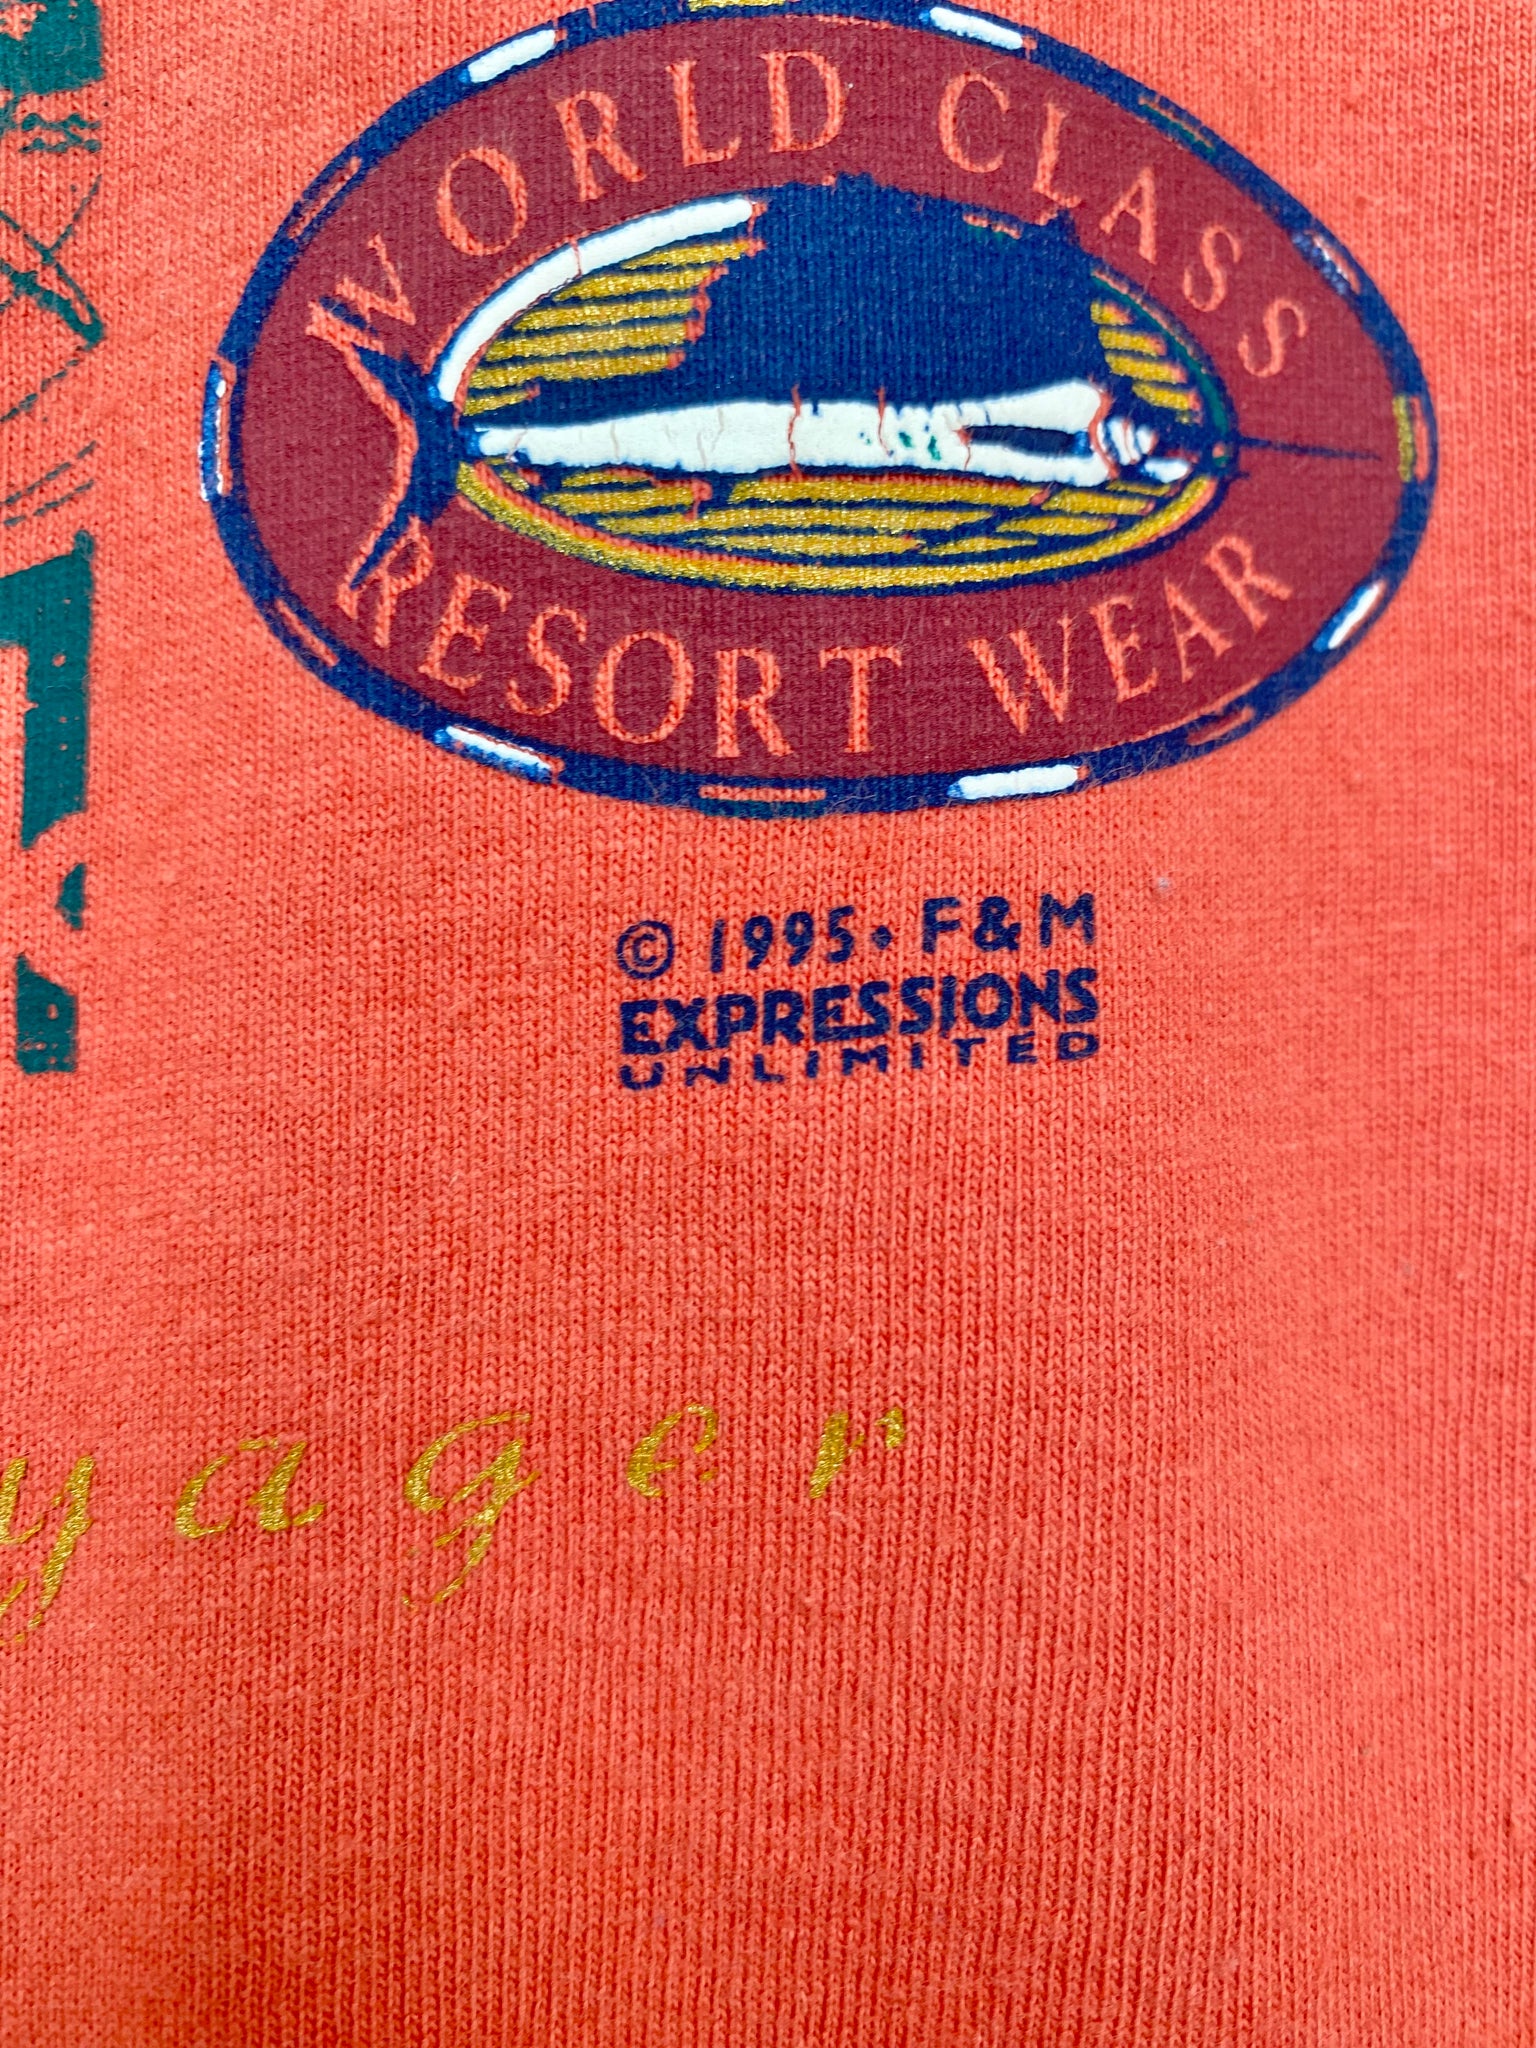 WORLD CLASS
RESORT WEAR
© 1995 • F&M
EXPRESSIONS
UNLIMITED
yager